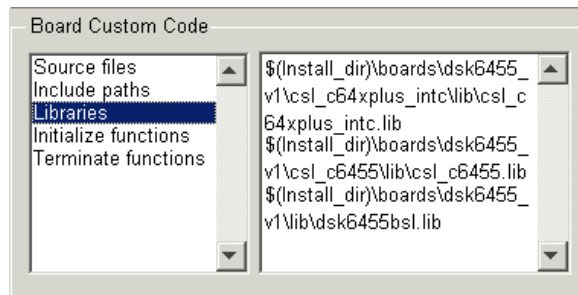 Board Custom Code
Source files
Include paths
Libraries
Initialize functions
Terminate functions
$(Install_dir)\boards\dsk6455_
v1\csl_c64xplus_intc\lib\csl_c
64xplus_intc.lib
$(Install_dir)\boards\dsk6455_
v1\csl_c6455\lib\csl_c6455.lib
$(Install_dir)\boards\dsk6455_
v1\lib\dsk6455bsl.lib